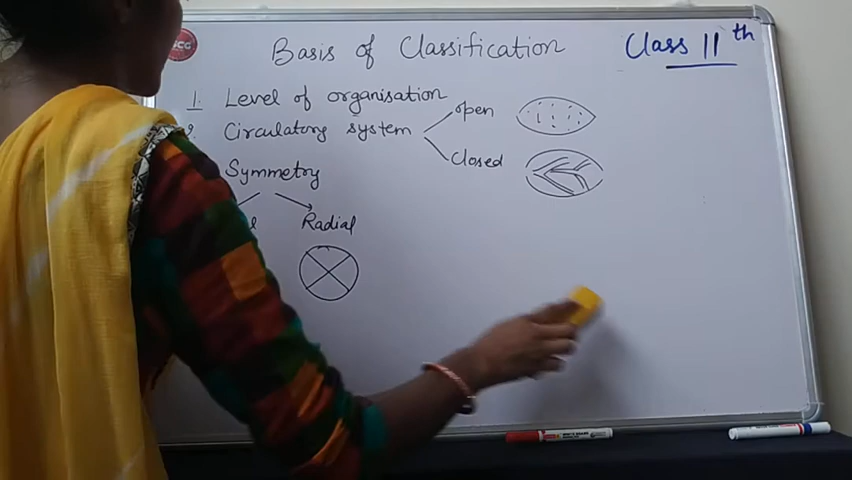 Basis of Classification
Class 11th
1. Level of organisation
2. Circulatory system
open
Closed
Symmetry
Radial